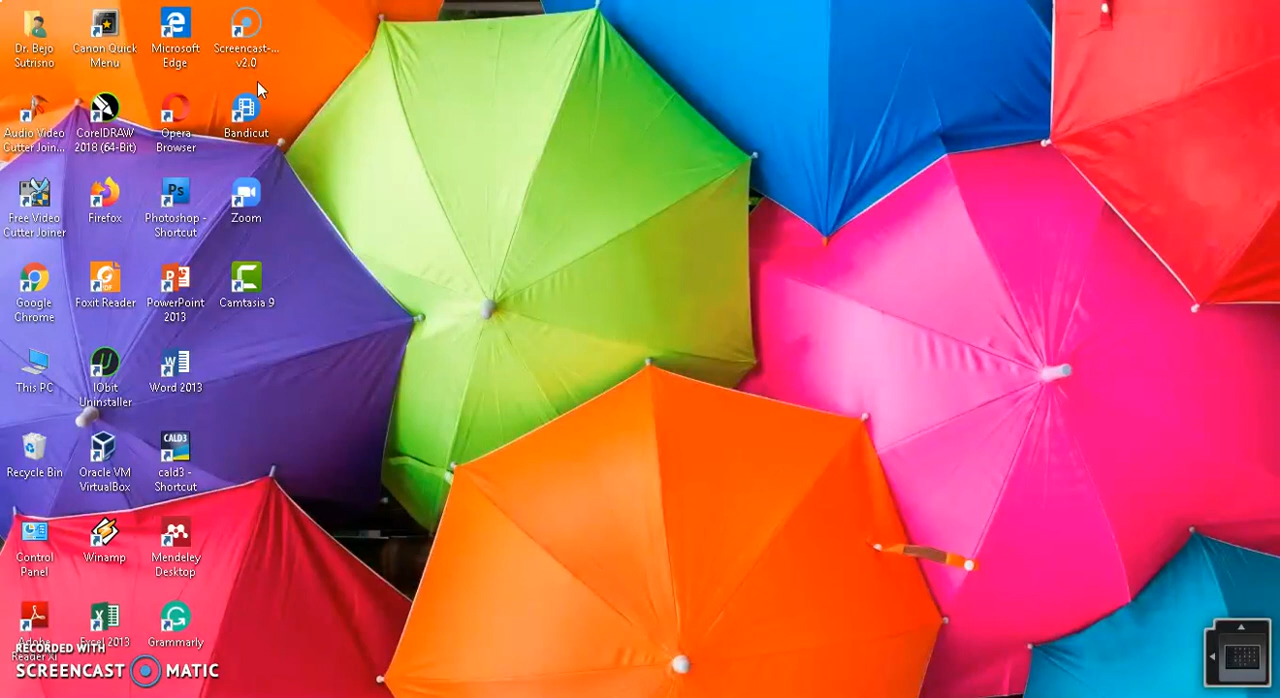 Dr. Bejo
Sutrisno
Canon Quick
Menu
Microsoft
Edge
Screencast-...
v2.0
Audio Video
Cutter Join...
CorelDRAW
2018 (64-Bit)
Opera
Browser
Bandicut
Free Video
Cutter Joiner
Firefox
Ps
Photoshop -
Shortcut
Zoom
Google
Chrome
Foxit Reader
PowerPoint
2013
Camtasia 9
This PC
IObit
Uninstaller
Word 2013
Recycle Bin
Oracle VM
VirtualBox
CALD3
cald3 -
Shortcut
Control
Panel
Winamp
Mendeley
Desktop
Adobe
Reader XI
Excel 2013
Grammarly
RECORDED WITH
SCREENCAST MATIC